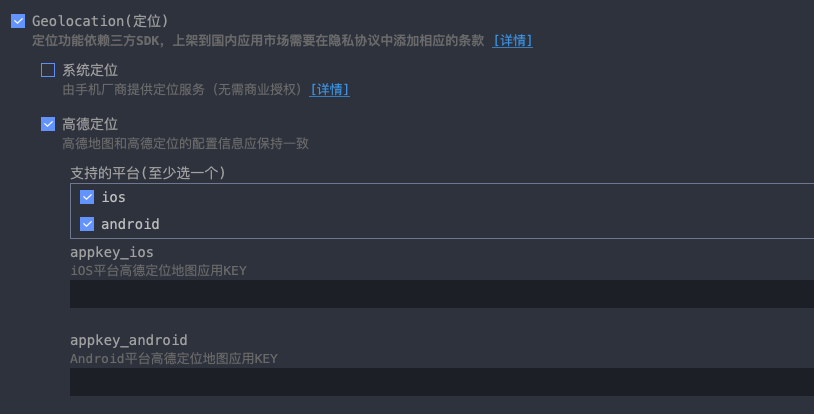 Geolocation(定位)
定位功能依赖三方SDK，上架到国内应用市场需要在隐私协议中添加相应的条款 [详情]
系统定位
由手机厂商提供定位服务（无需商业授权）[详情]
高德定位
高德地图和高德定位的配置信息应保持一致
支持的平台(至少选一个)
ios
android
appkey_ios
iOS平台高德定位地图应用KEY
appkey_android
Android平台高德定位地图应用KEY